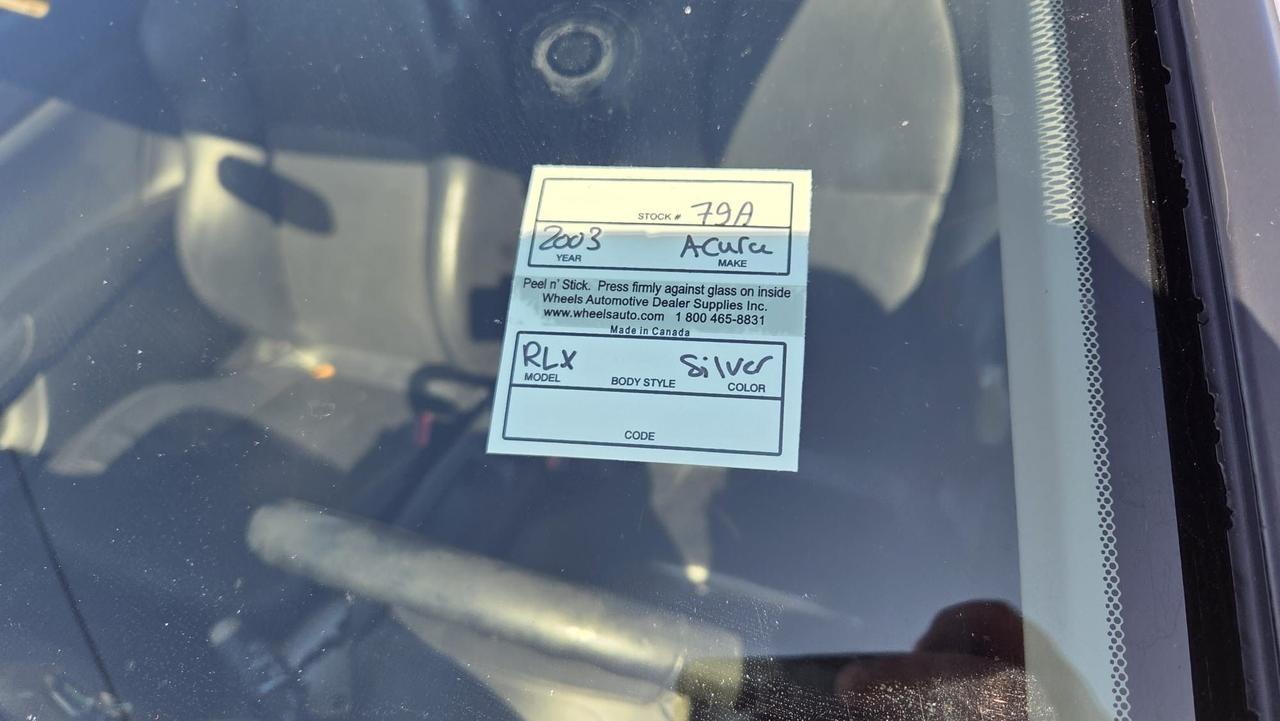 STOCK # 79A
2003 Acura
YEAR MAKE
Peel n' Stick. Press firmly against glass on inside
Wheels Automotive Dealer Supplies Inc.
www.wheelsauto.com 1 800 465-8831
Made in Canada
RLX Silver
MODEL BODY STYLE COLOR
CODE